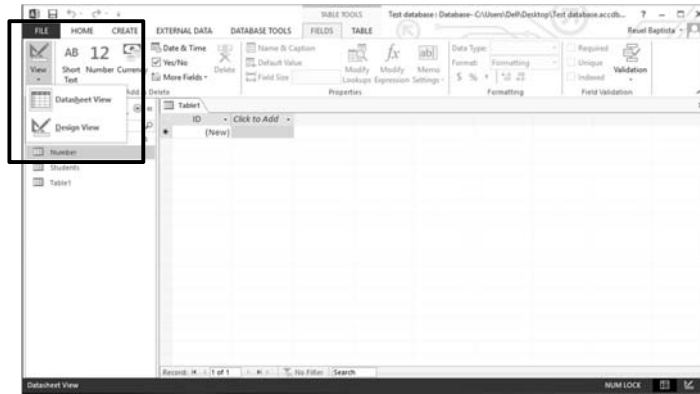 TABLE TOOLS
Test database : Database- C:\Users\Dell\Desktop\Test database.accdb... ?
FILE HOME CREATE EXTERNAL DATA DATABASE TOOLS FIELDS TABLE Reuel Baptista
View
AB 12
Short Text Number Currency
Date & Time
Yes/No
More Fields
Delete
Name & Caption
Default Value
Field Size
Modify Lookups Modify Expression Memo Settings
Data Type:
Format: Formatting
$ %
Required
Unique
Indexed
Validation
Add & Delete Properties Formatting Field Validation
Datasheet View
Design View
Number
Students
Table1
Table1
ID Click to Add
(New)
Record: 1 of 1 No Filter Search
Datasheet View NUM LOCK